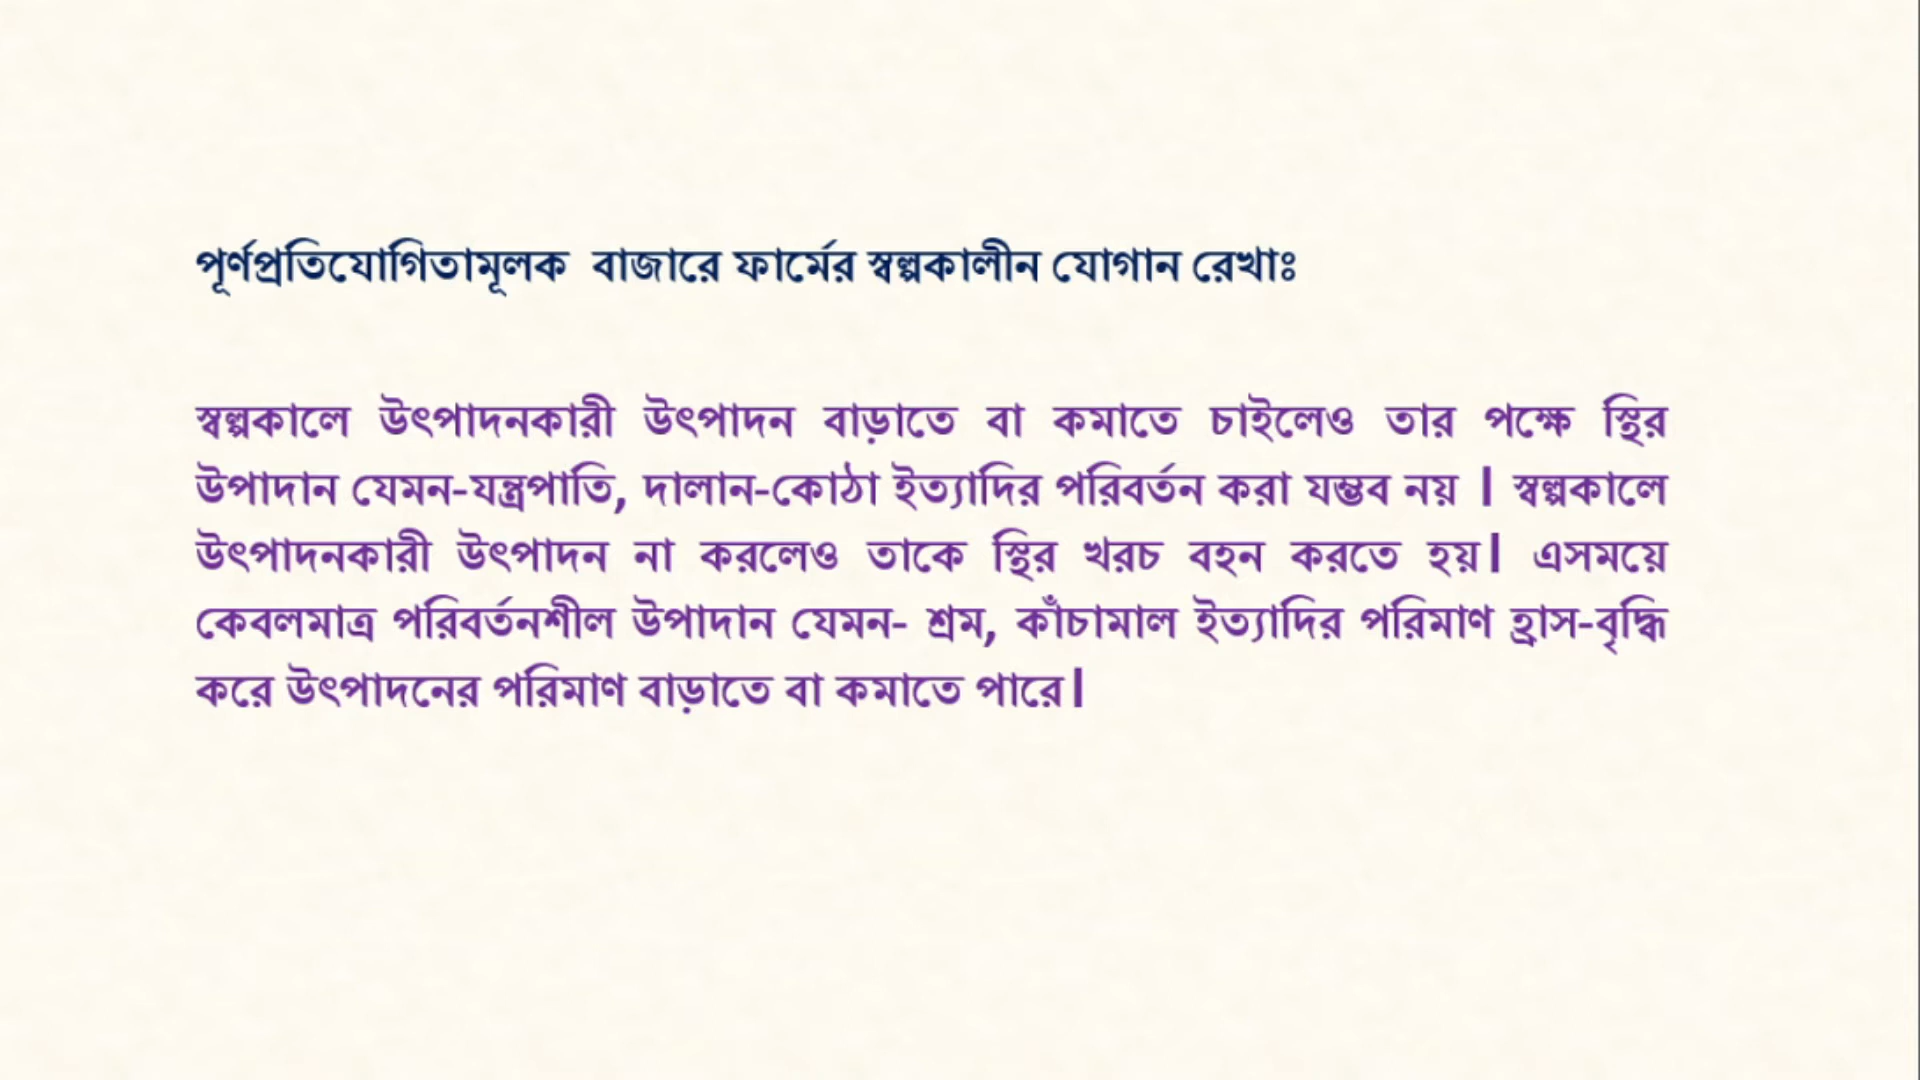 পূর্ণপ্রতিযোগিতামূলক বাজারে ফার্মের স্বল্পকালীন যোগান রেখাঃ
স্বল্পকালে উৎপাদনকারী উৎপাদন বাড়াতে বা কমাতে চাইলেও তার পক্ষে স্থির
উপাদান যেমন-যন্ত্রপাতি, দালান-কোঠা ইত্যাদির পরিবর্তন করা যম্ভব নয় । স্বল্পকালে
উৎপাদনকারী উৎপাদন না করলেও তাকে স্থির খরচ বহন করতে হয়। এসময়ে
কেবলমাত্র পরিবর্তনশীল উপাদান যেমন- শ্রম, কাঁচামাল ইত্যাদির পরিমাণ হ্রাস-বৃদ্ধি
করে উৎপাদনের পরিমাণ বাড়াতে বা কমাতে পারে।